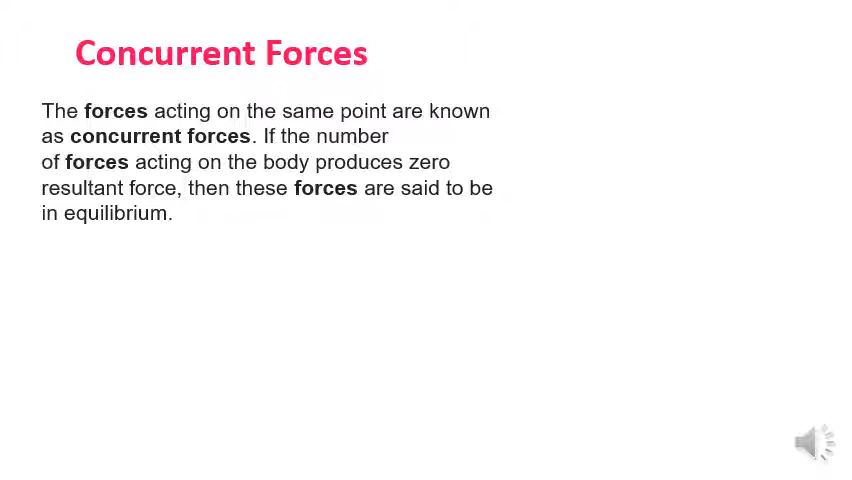 Concurrent Forces
The forces acting on the same point are known
as concurrent forces. If the number
of forces acting on the body produces zero
resultant force, then these forces are said to be
in equilibrium.